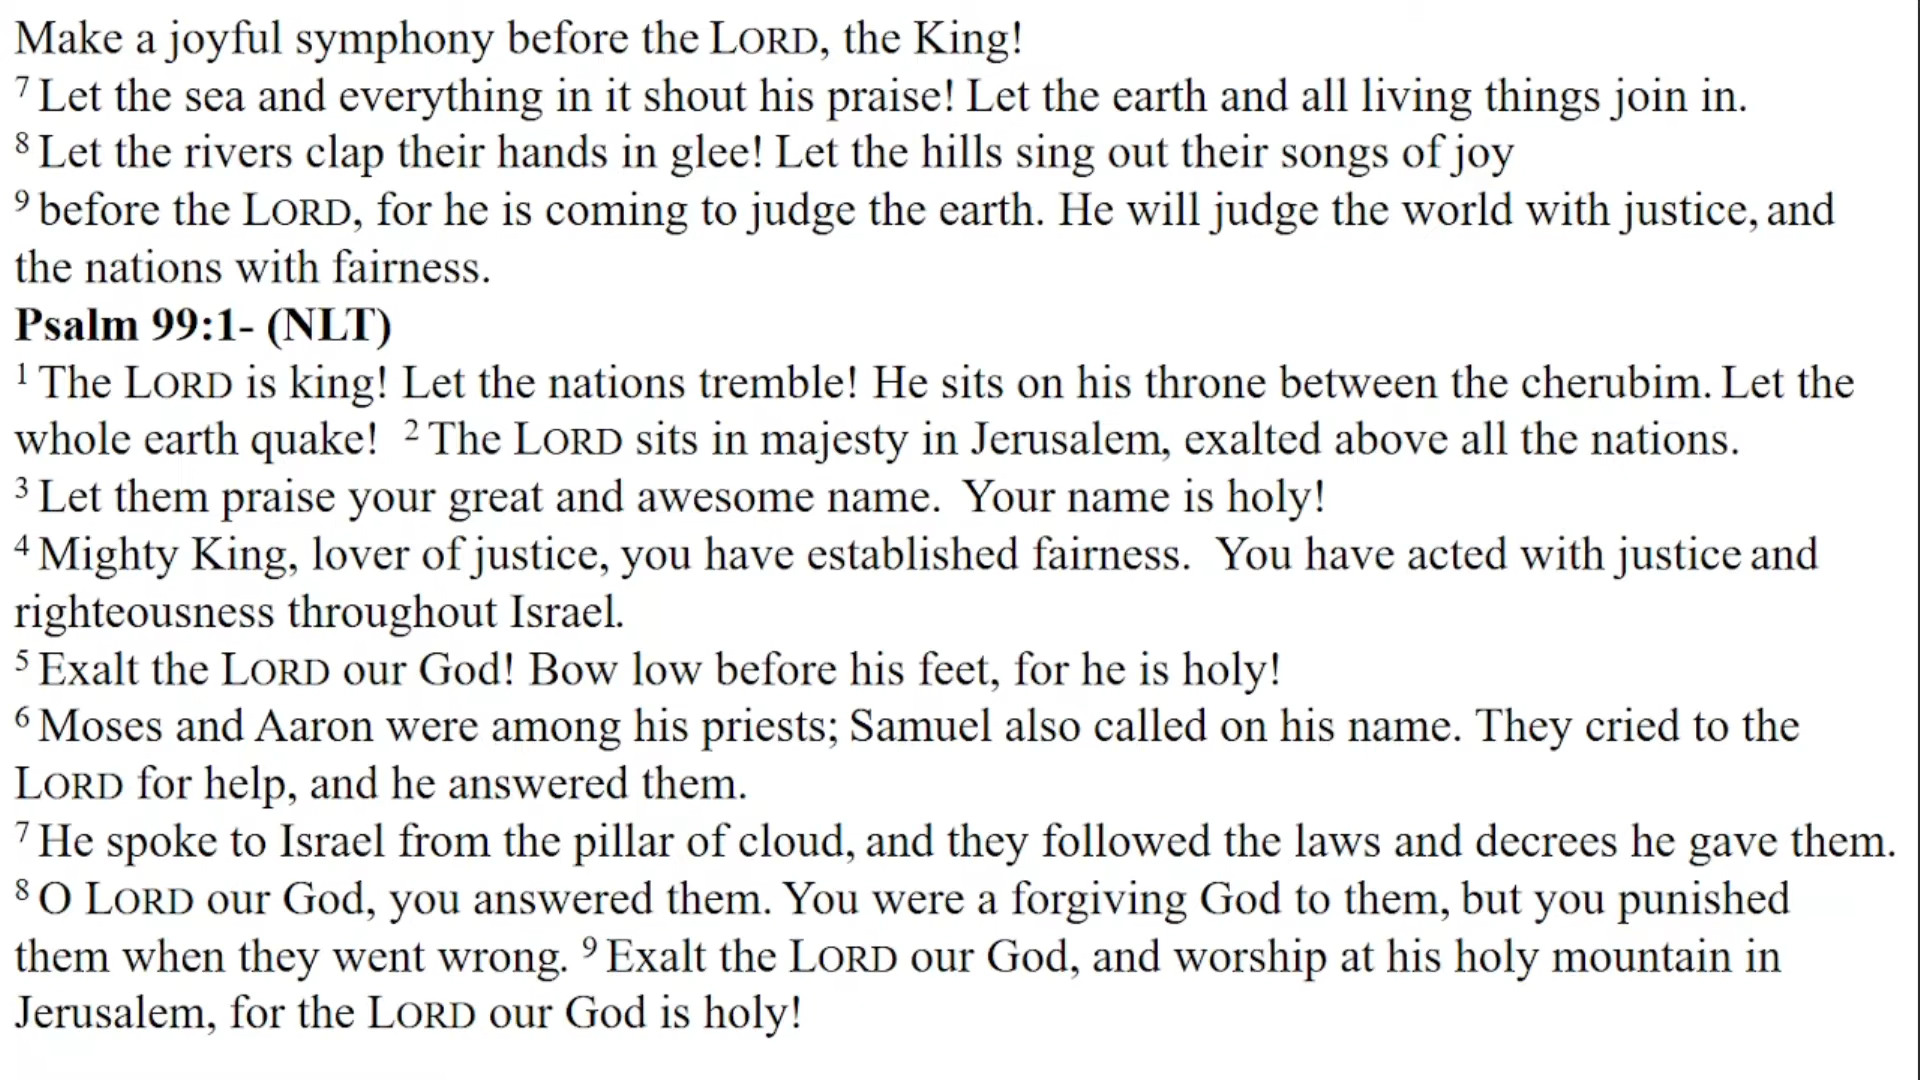 Make a joyful symphony before the LORD, the King!
7 Let the sea and everything in it shout his praise! Let the earth and all living things join in.
8 Let the rivers clap their hands in glee! Let the hills sing out their songs of joy
9 before the LORD, for he is coming to judge the earth. He will judge the world with justice, and
the nations with fairness.
Psalm 99:1- (NLT)
1 The LORD is king! Let the nations tremble! He sits on his throne between the cherubim. Let the
whole earth quake!  2 The LORD sits in majesty in Jerusalem, exalted above all the nations.
3 Let them praise your great and awesome name.  Your name is holy!
4 Mighty King, lover of justice, you have established fairness.  You have acted with justice and
righteousness throughout Israel.
5 Exalt the LORD our God! Bow low before his feet, for he is holy!
6 Moses and Aaron were among his priests; Samuel also called on his name. They cried to the
LORD for help, and he answered them.
7 He spoke to Israel from the pillar of cloud, and they followed the laws and decrees he gave them.
8 O LORD our God, you answered them. You were a forgiving God to them, but you punished
them when they went wrong. 9 Exalt the LORD our God, and worship at his holy mountain in
Jerusalem, for the LORD our God is holy!